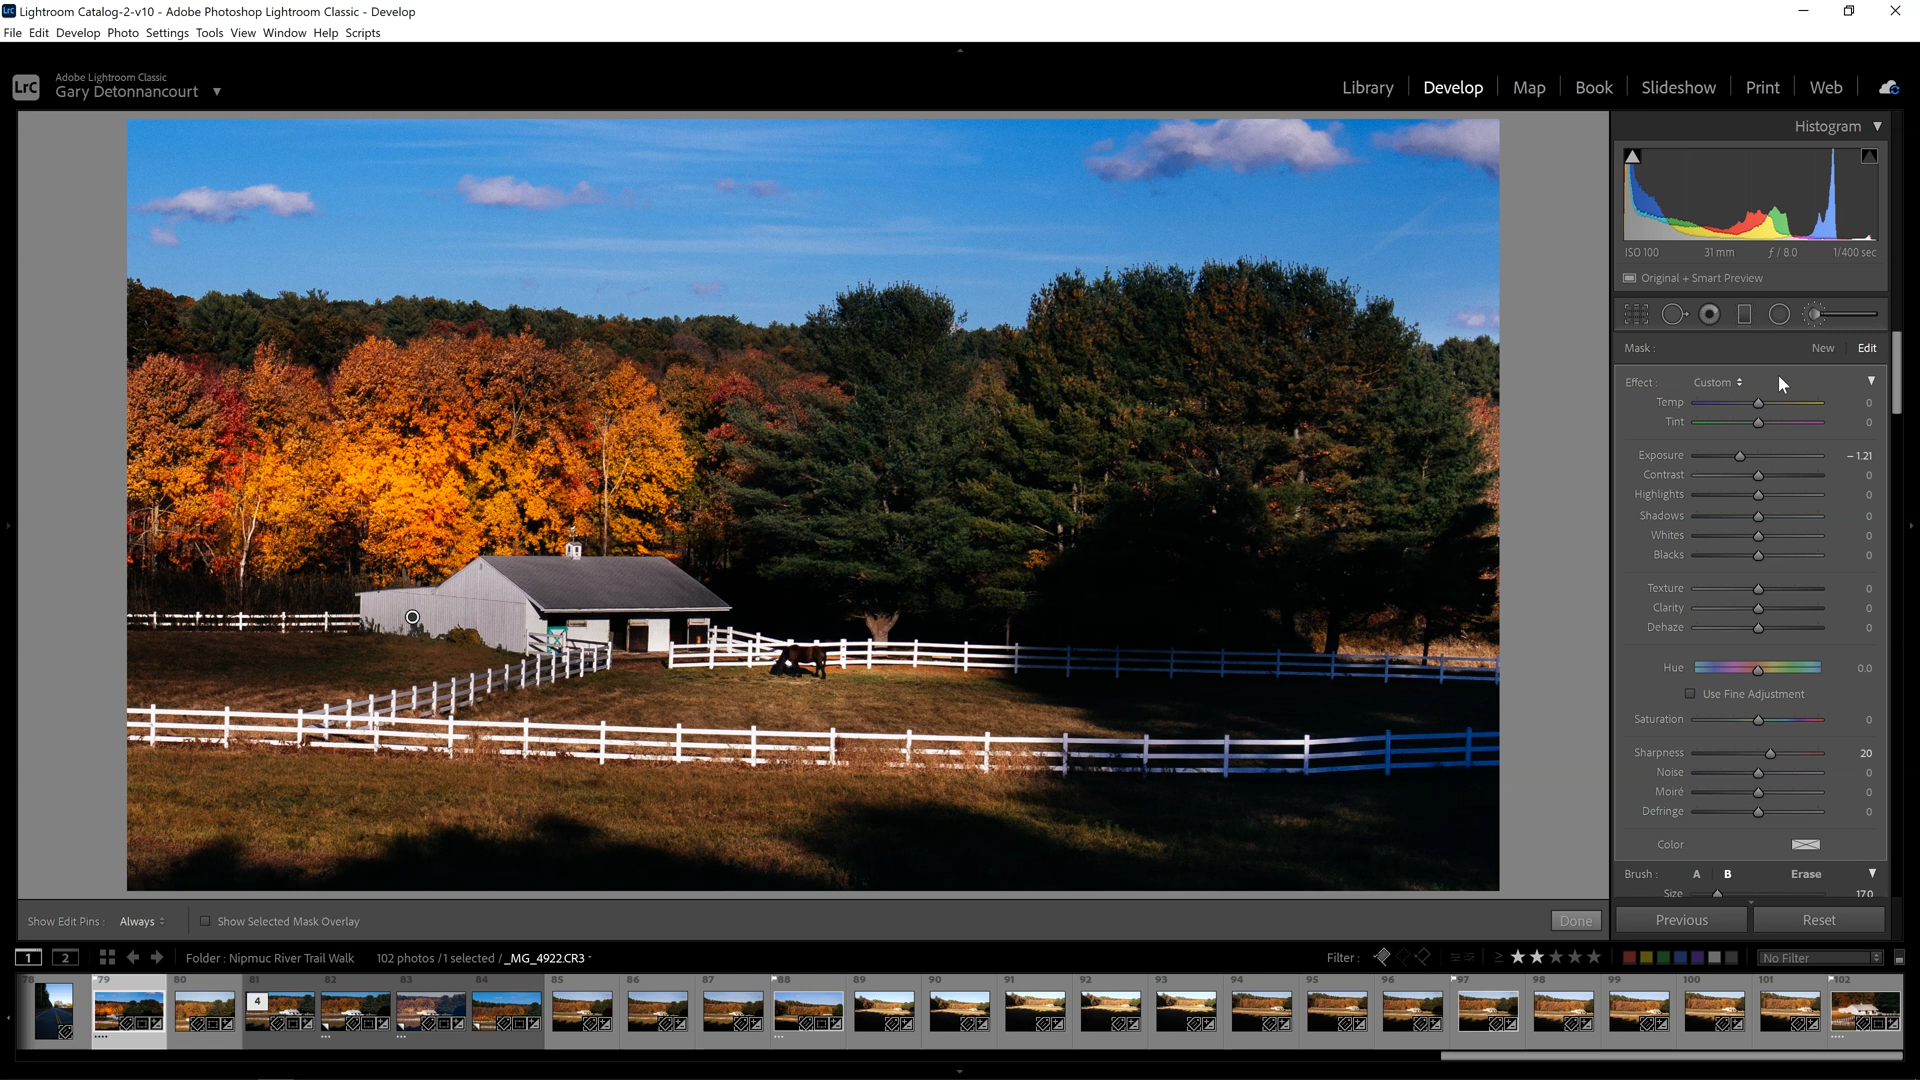 Lightroom Catalog-2-v10 - Adobe Photoshop Lightroom Classic - Develop
File Edit Develop Photo Settings Tools View Window Help Scripts
LrC
Adobe Lightroom Classic
Gary Detonnancourt
Library Develop Map Book Slideshow Print Web
Histogram
ISO 100 31 mm ƒ / 8.0 1/400 sec
Original + Smart Preview
Mask : New Edit
Effect : Custom
Temp 0
Tint 0
Exposure – 1.21
Contrast 0
Highlights 0
Shadows 0
Whites 0
Blacks 0
Texture 0
Clarity 0
Dehaze 0
Hue 0.0
Use Fine Adjustment
Saturation 0
Sharpness 20
Noise 0
Moiré 0
Defringe 0
Color
Brush : A B Erase
Size 17.0
Show Edit Pins : Always Show Selected Mask Overlay Done
Previous Reset
1 2 Folder : Nipmuc River Trail Walk 102 photos / 1 selected / _MG_4922.CR3 Filter : ≥ No Filter
78 79 80 81 82 83 84 85 86 87 88 89 90 91 92 93 94 95 96 97 98 99 100 101 102
4